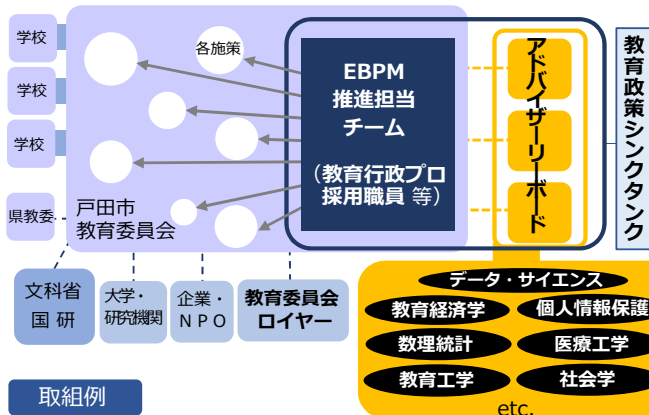 学校
学校
学校
県教委
各施策
戸田市
教育委員会
EBPM
推進担当
チーム
(教育行政プロ
採用職員 等)
アドバイザーリーボード
教育政策シンクタンク
文科省
国研
大学・
研究機関
企業・
NPO
教育委員会
ロイヤー
データ・サイエンス
教育経済学
個人情報保護
数理統計
医療工学
教育工学
社会学
etc.
取組例